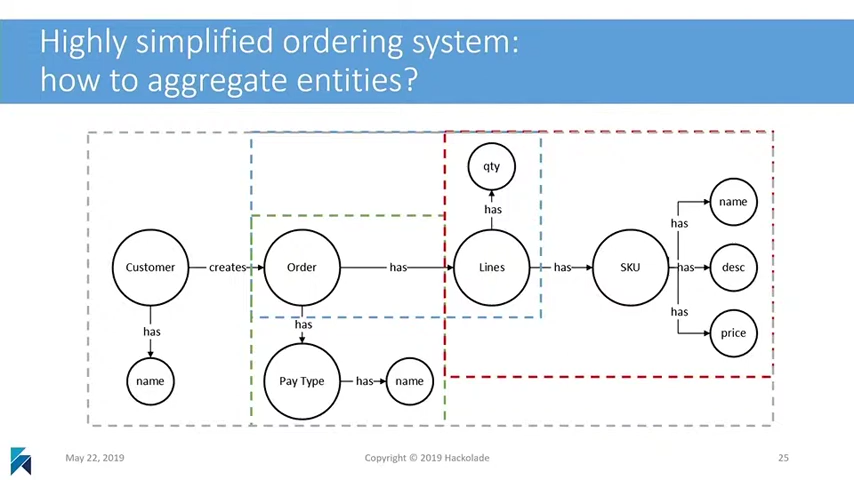 Highly simplified ordering system:
how to aggregate entities?
qty
has
name
has
Customer
creates
Order
has
Lines
has
SKU
has
desc
has
has
has
price
name
Pay Type
has
name
May 22, 2019
Copyright © 2019 Hackolade
25